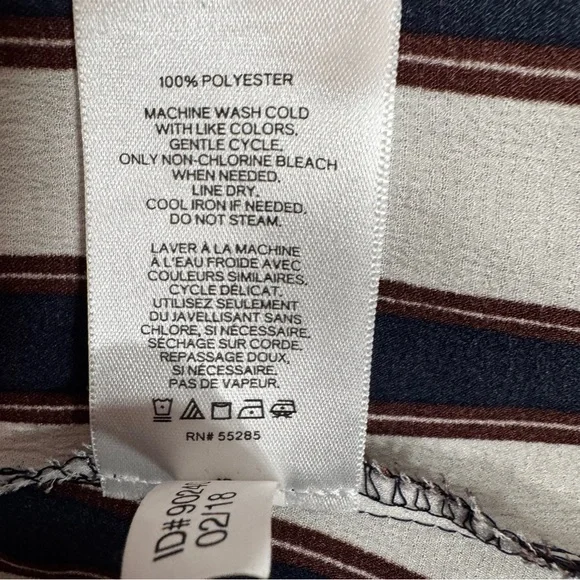 100% POLYESTER
MACHINE WASH COLD
WITH LIKE COLORS,
GENTLE CYCLE.
ONLY NON-CHLORINE BLEACH
WHEN NEEDED.
LINE DRY.
COOL IRON IF NEEDED.
DO NOT STEAM.
LAVER À LA MACHINE
À L'EAU FROIDE AVEC
COULEURS SIMILAIRES,
CYCLE DÉLICAT.
UTILISEZ SEULEMENT
DU JAVELLISANT SANS
CHLORE, SI NÉCESSAIRE.
SÉCHAGE SUR CORDE.
REPASSAGE DOUX,
SI NÉCESSAIRE.
PAS DE VAPEUR.
RN# 55285
02/18